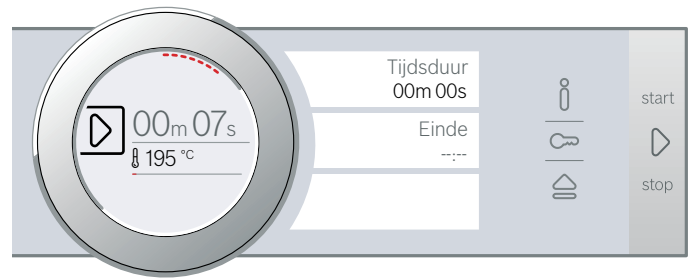 00m 07s
195 °C
Tijdsduur
00m 00s
Einde
--:--
start
stop